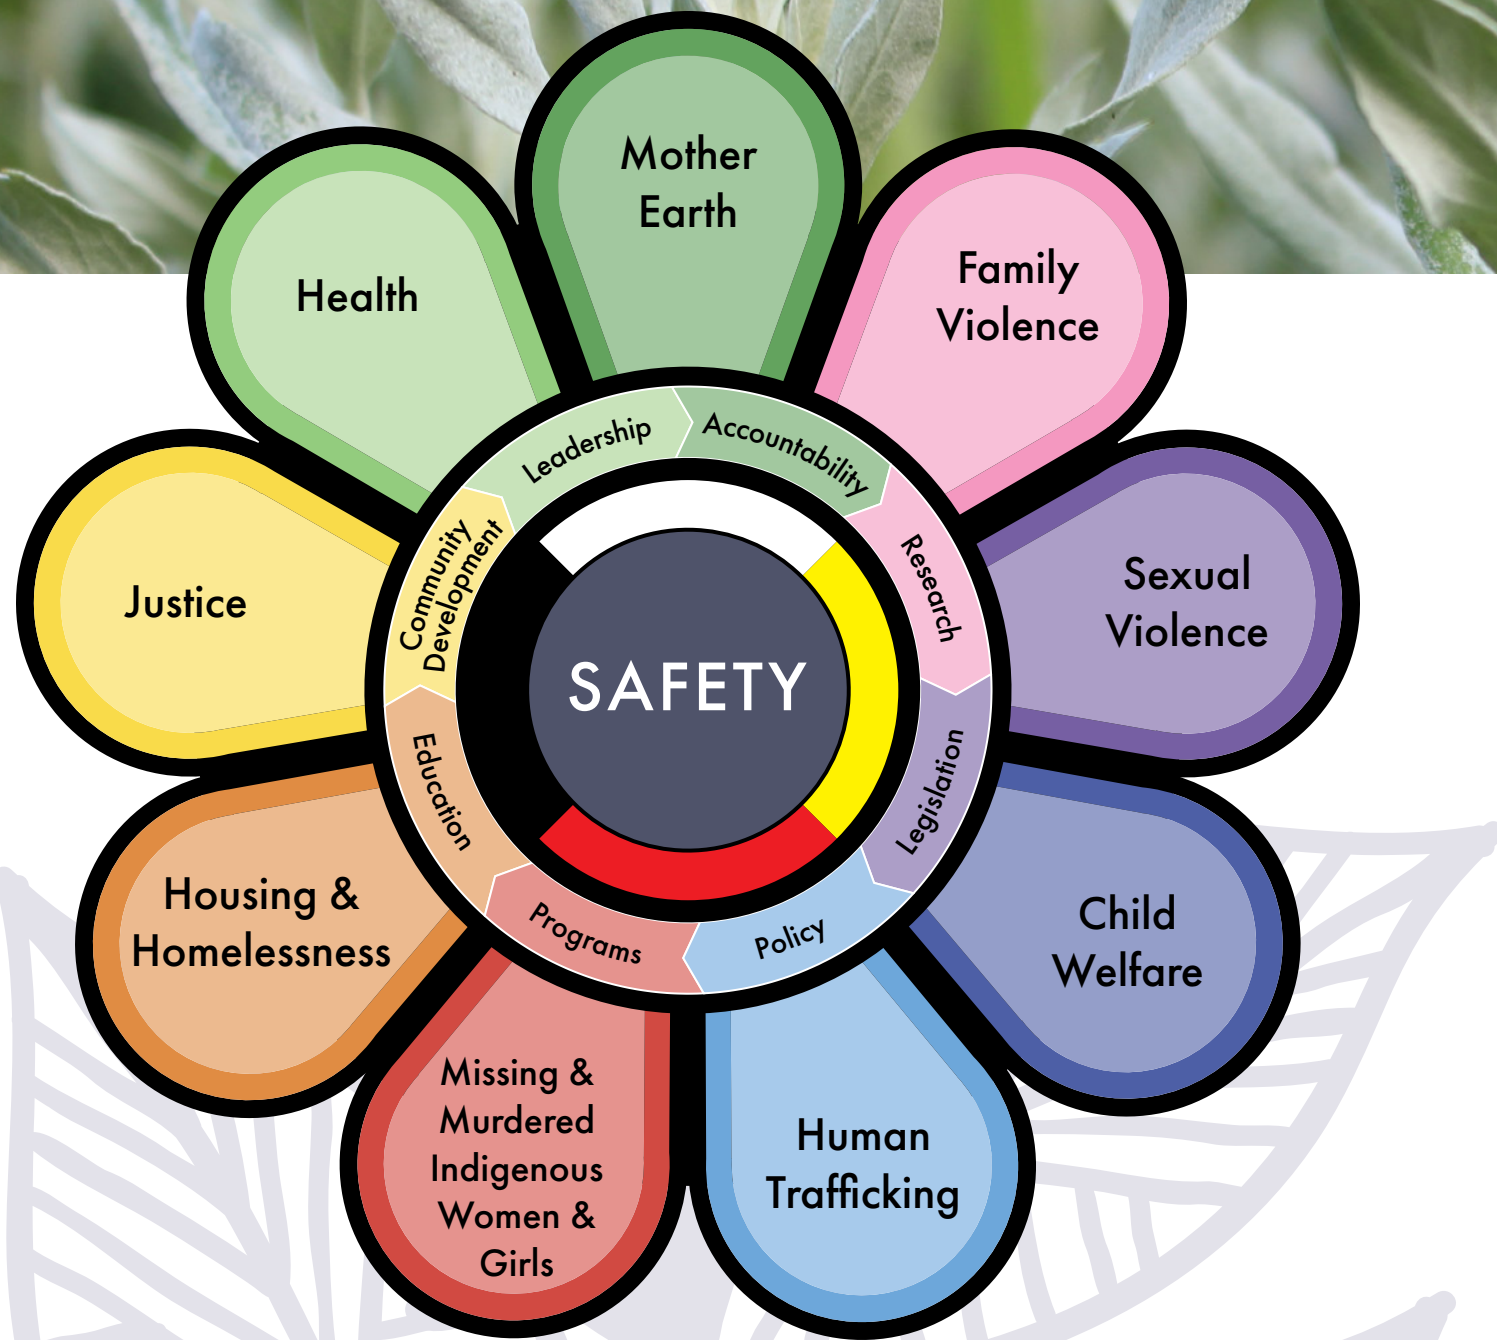 Mother
Earth
Family
Violence
Sexual
Violence
Child
Welfare
Human
Trafficking
Missing &
Murdered
Indigenous
Women &
Girls
Housing &
Homelessness
Justice
Health
Leadership
Accountability
Research
Legislation
Policy
Programs
Education
Community
Development
SAFETY